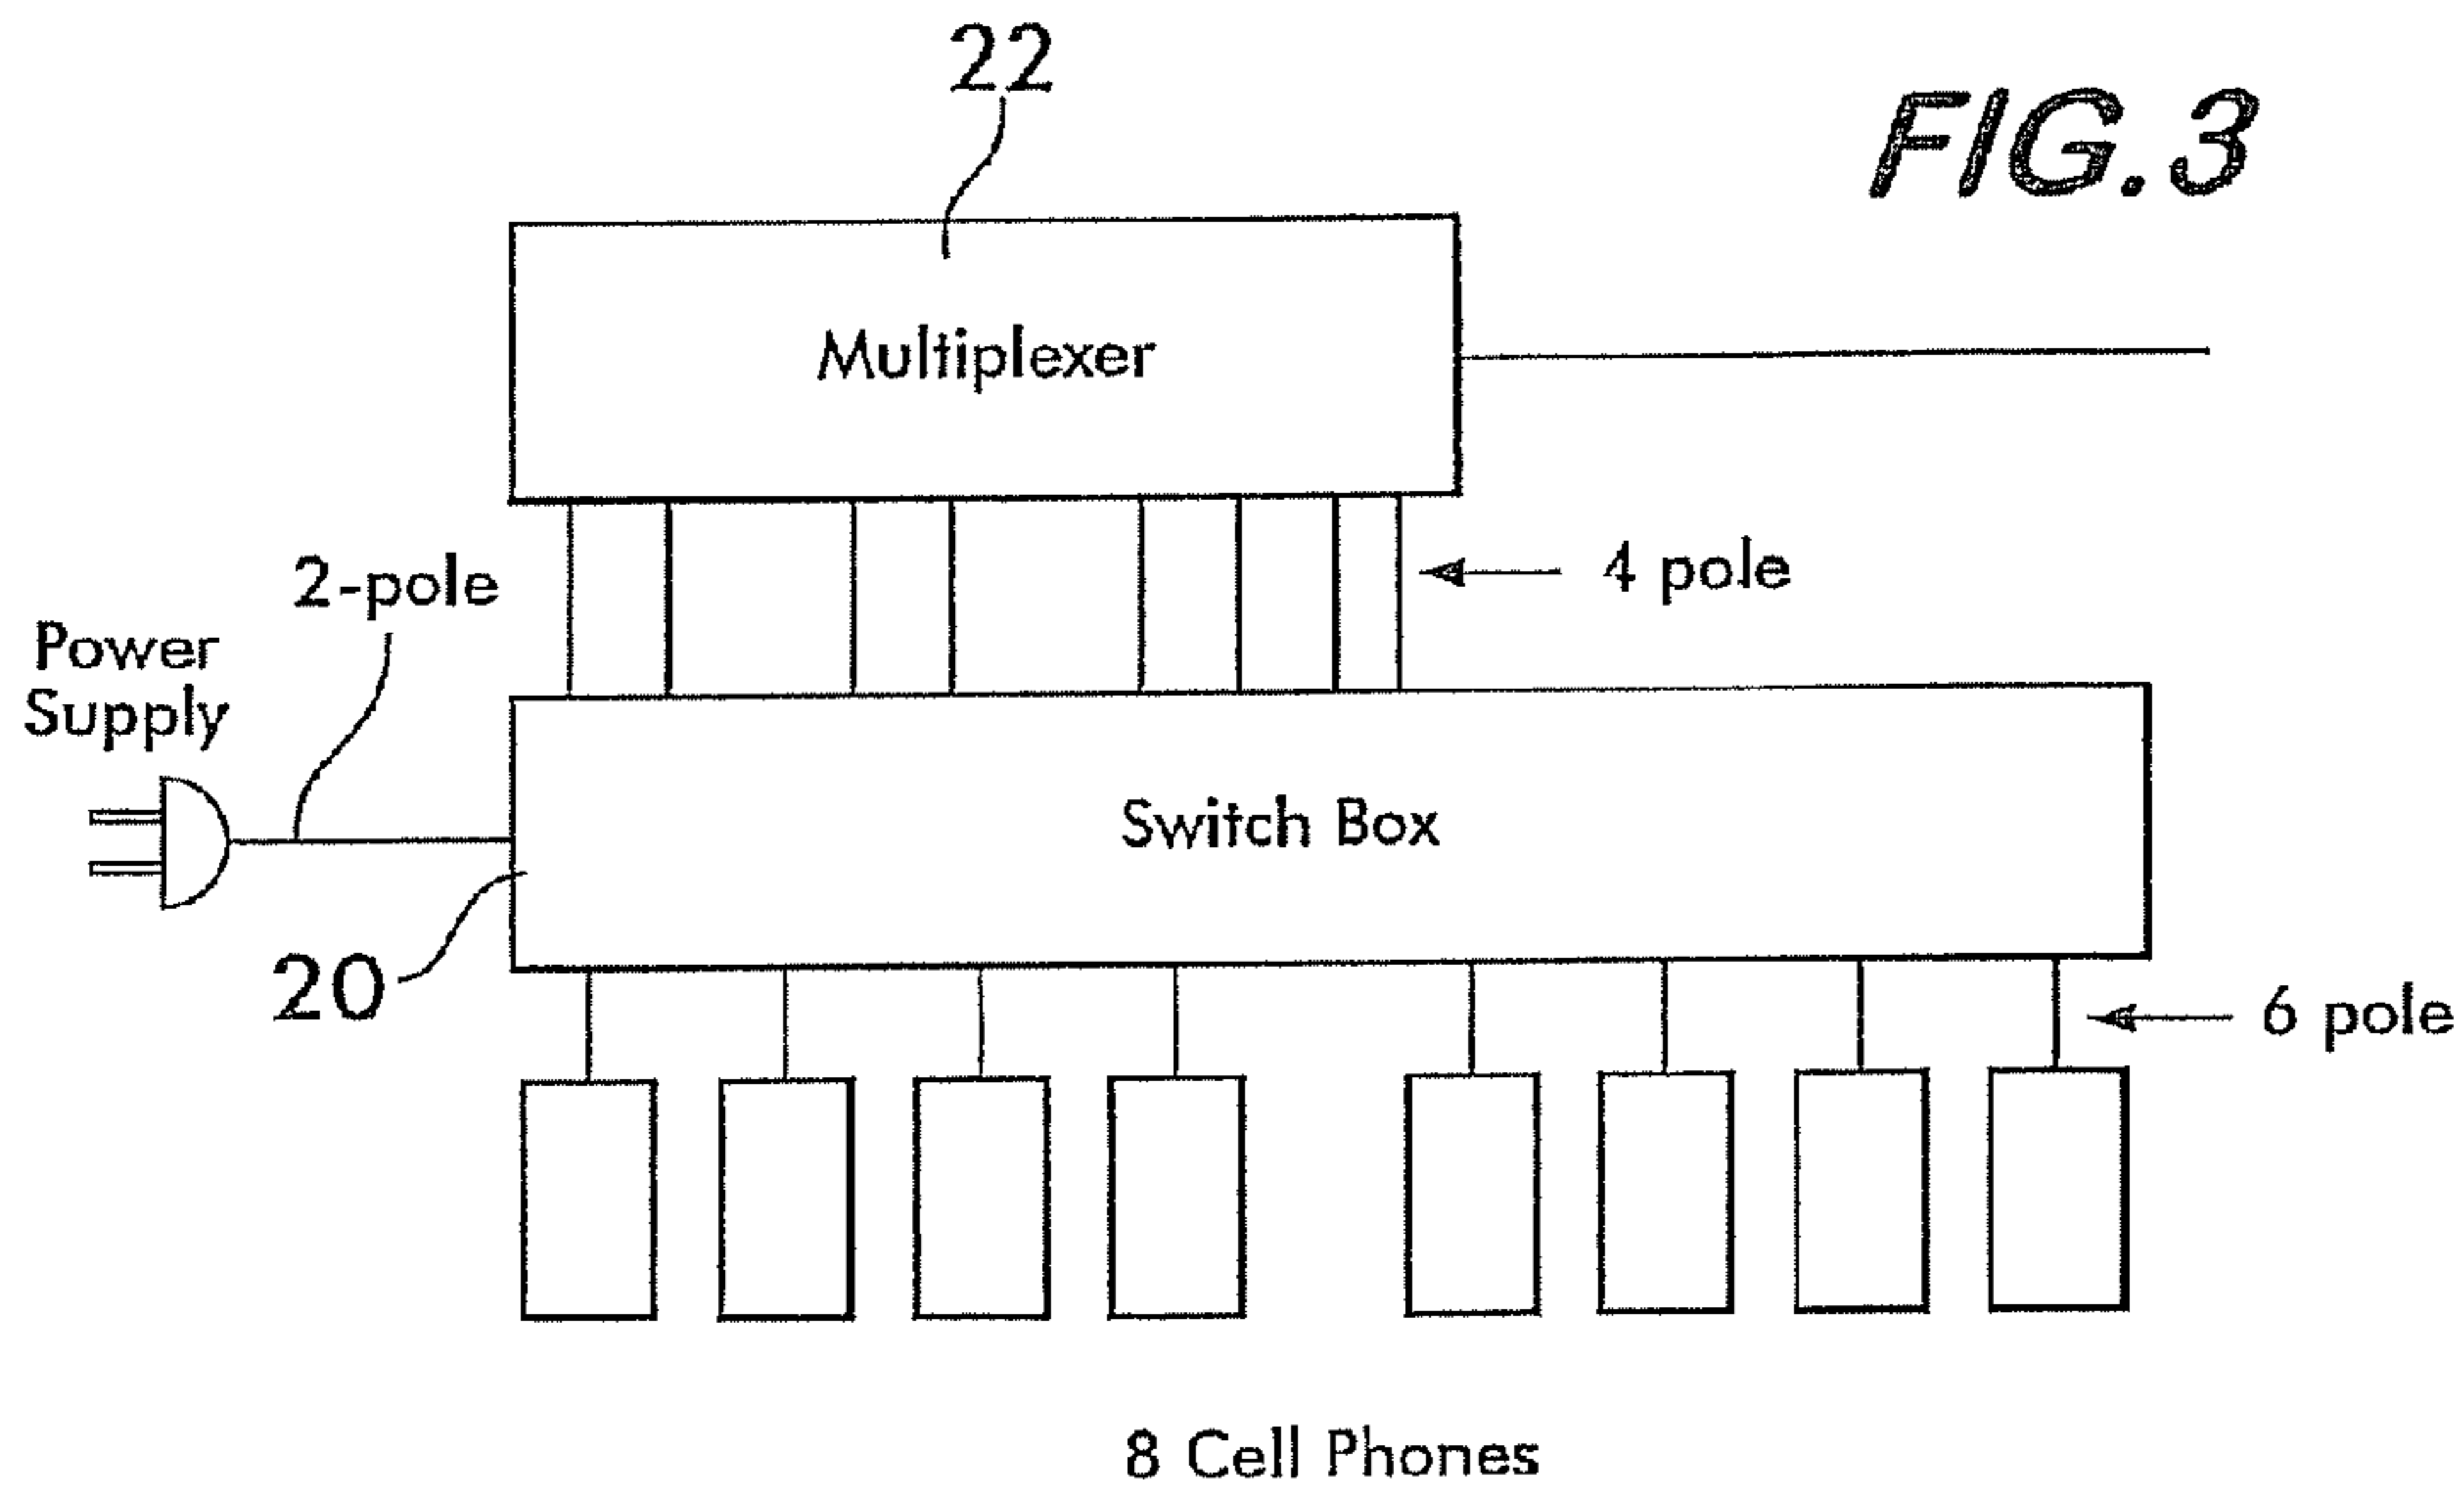 22
FIG.3
Multiplexer
2-pole
4 pole
Power
Supply
Switch Box
20
6 pole
8 Cell Phones